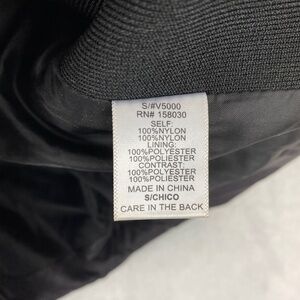 S/#V5000
RN# 158030
SELF:
100%NYLON
100%NYLON
LINING:
100%POLYESTER
100%POLIESTER
CONTRAST:
100%POLYESTER
100%POLIESTER
MADE IN CHINA
S/CHICO
CARE IN THE BACK